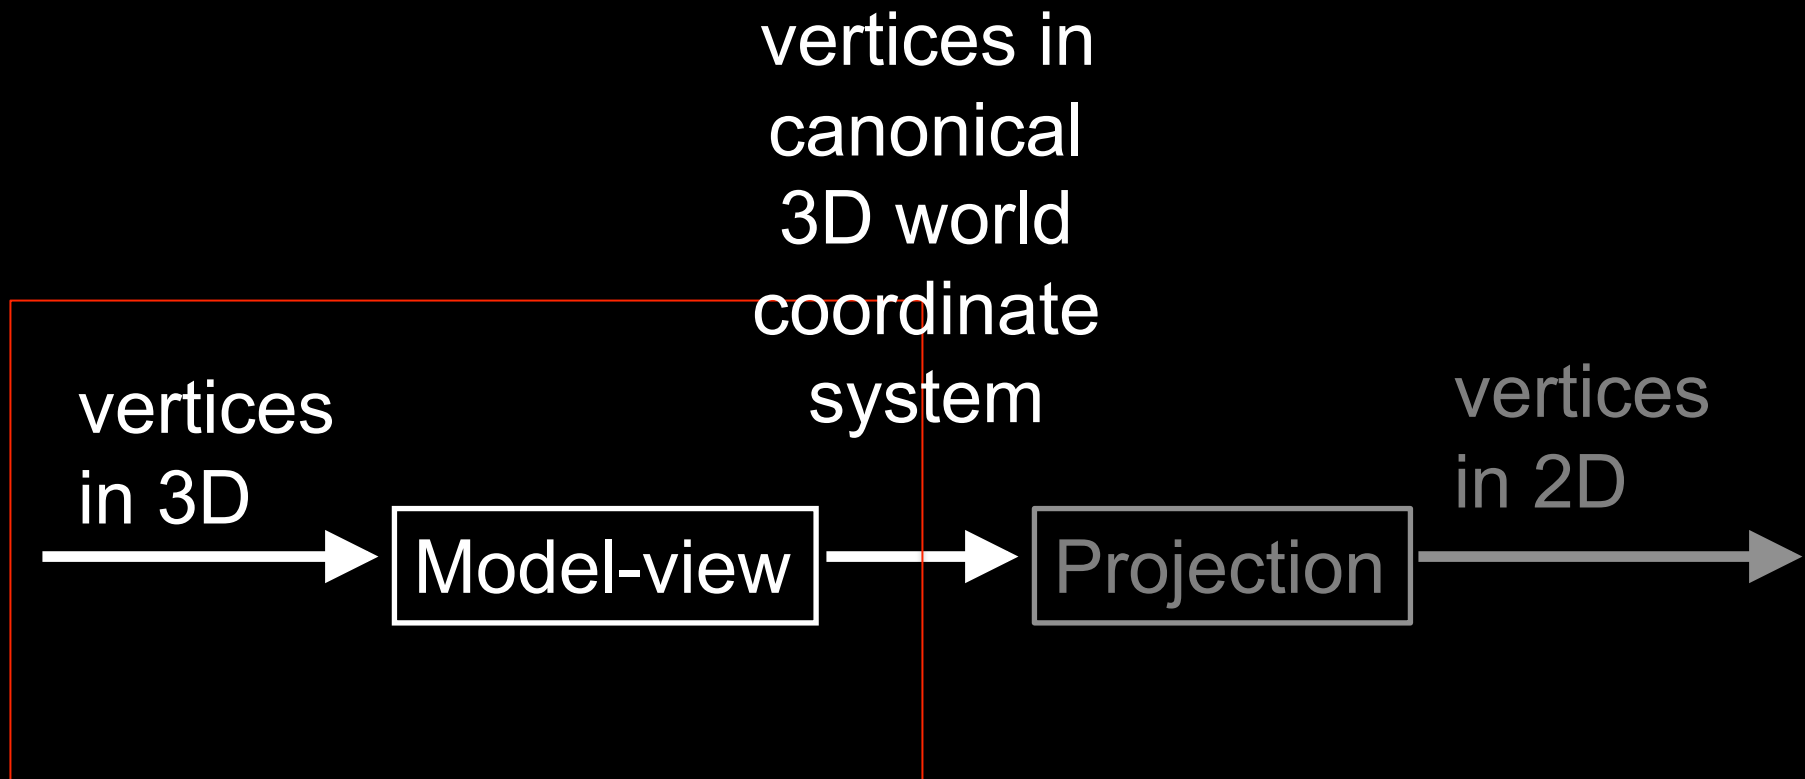 vertices in
canonical
3D world
coordinate
system
vertices
in 3D
Model-view
Projection
vertices
in 2D